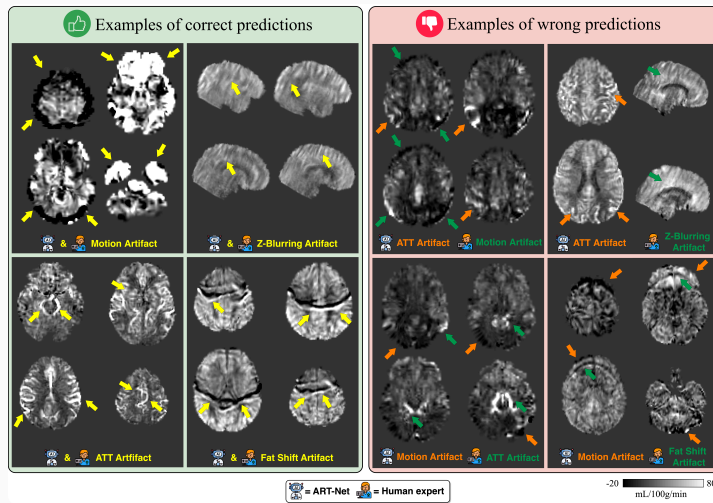 Examples of correct predictions
Examples of wrong predictions
& Motion Artifact
& Z-Blurring Artifact
ATT Artifact
Motion Artifact
ATT Artifact
Z-Blurring
Artifact
& ATT Artfifact
& Fat Shift Artifact
Motion Artifact
ATT Artifact
Motion Artifact
Fat Shift
Artifact
= ART-Net
= Human expert
-20
80
mL/100g/min